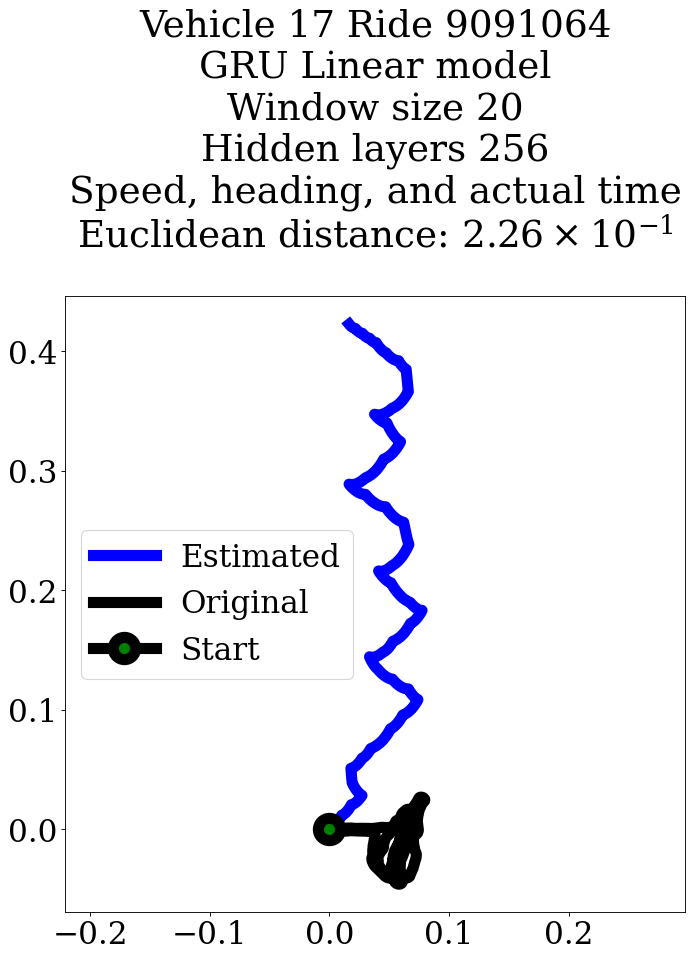 Vehicle 17 Ride 9091064
GRU Linear model
Window size 20
Hidden layers 256
Speed, heading, and actual time
Euclidean distance: 2.26 × 10⁻¹
0.4
0.3
0.2
0.1
0.0
Estimated
Original
Start
−0.2
−0.1
0.0
0.1
0.2